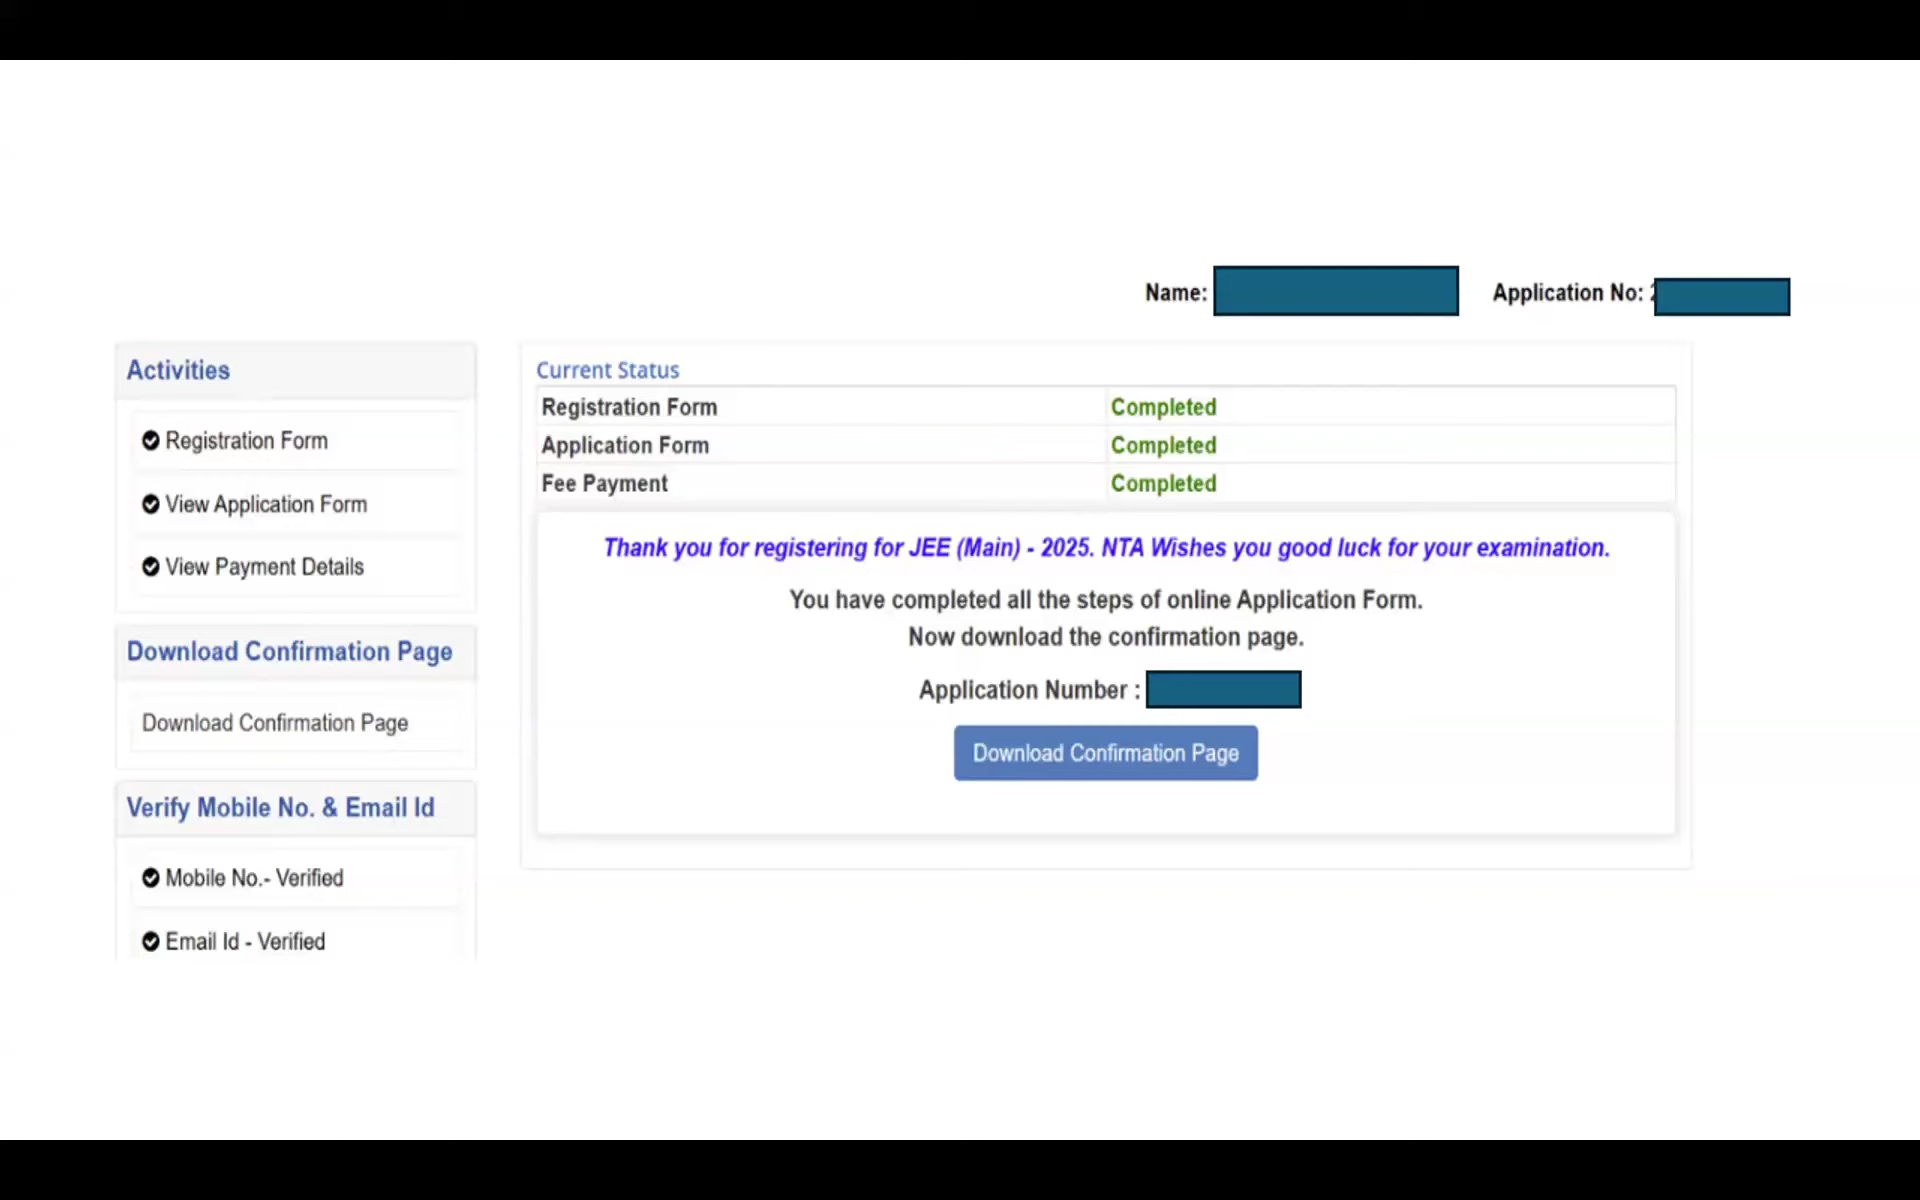 Name:
Application No:
Activities
Registration Form
View Application Form
View Payment Details
Download Confirmation Page
Download Confirmation Page
Verify Mobile No. & Email Id
Mobile No.- Verified
Email Id - Verified
Current Status
Registration Form Completed
Application Form Completed
Fee Payment Completed
Thank you for registering for JEE (Main) - 2025. NTA Wishes you good luck for your examination.
You have completed all the steps of online Application Form.
Now download the confirmation page.
Application Number :
Download Confirmation Page